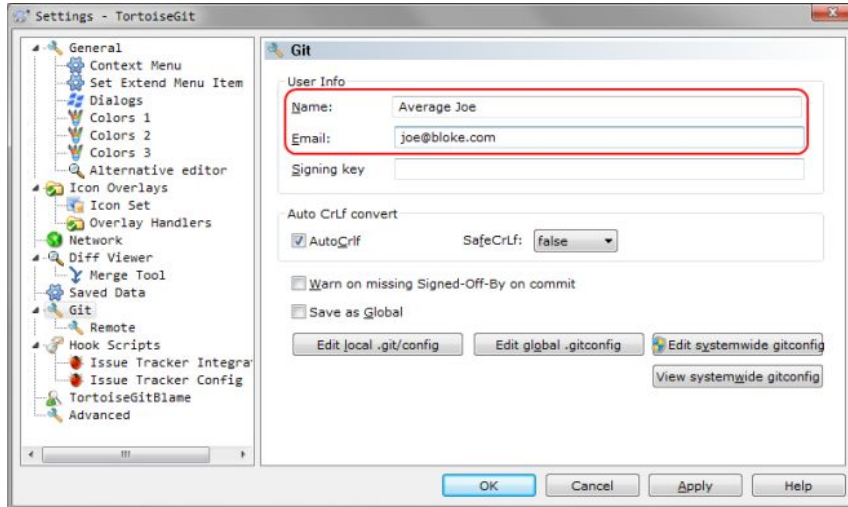 Settings - TortoiseGit
General
Context Menu
Set Extend Menu Item
Dialogs
Colors 1
Colors 2
Colors 3
Alternative editor
Icon Overlays
Icon Set
Overlay Handlers
Network
Diff Viewer
Merge Tool
Saved Data
Git
Remote
Hook Scripts
Issue Tracker Integra
Issue Tracker Config
TortoiseGitBlame
Advanced
Git
User Info
Name: Average Joe
Email: joe@bloke.com
Signing key
Auto CrLf convert
AutoCrlf SafeCrLf: false
Warn on missing Signed-Off-By on commit
Save as Global
Edit local .git/config Edit global .gitconfig Edit systemwide gitconfig
View systemwide gitconfig
OK Cancel Apply Help